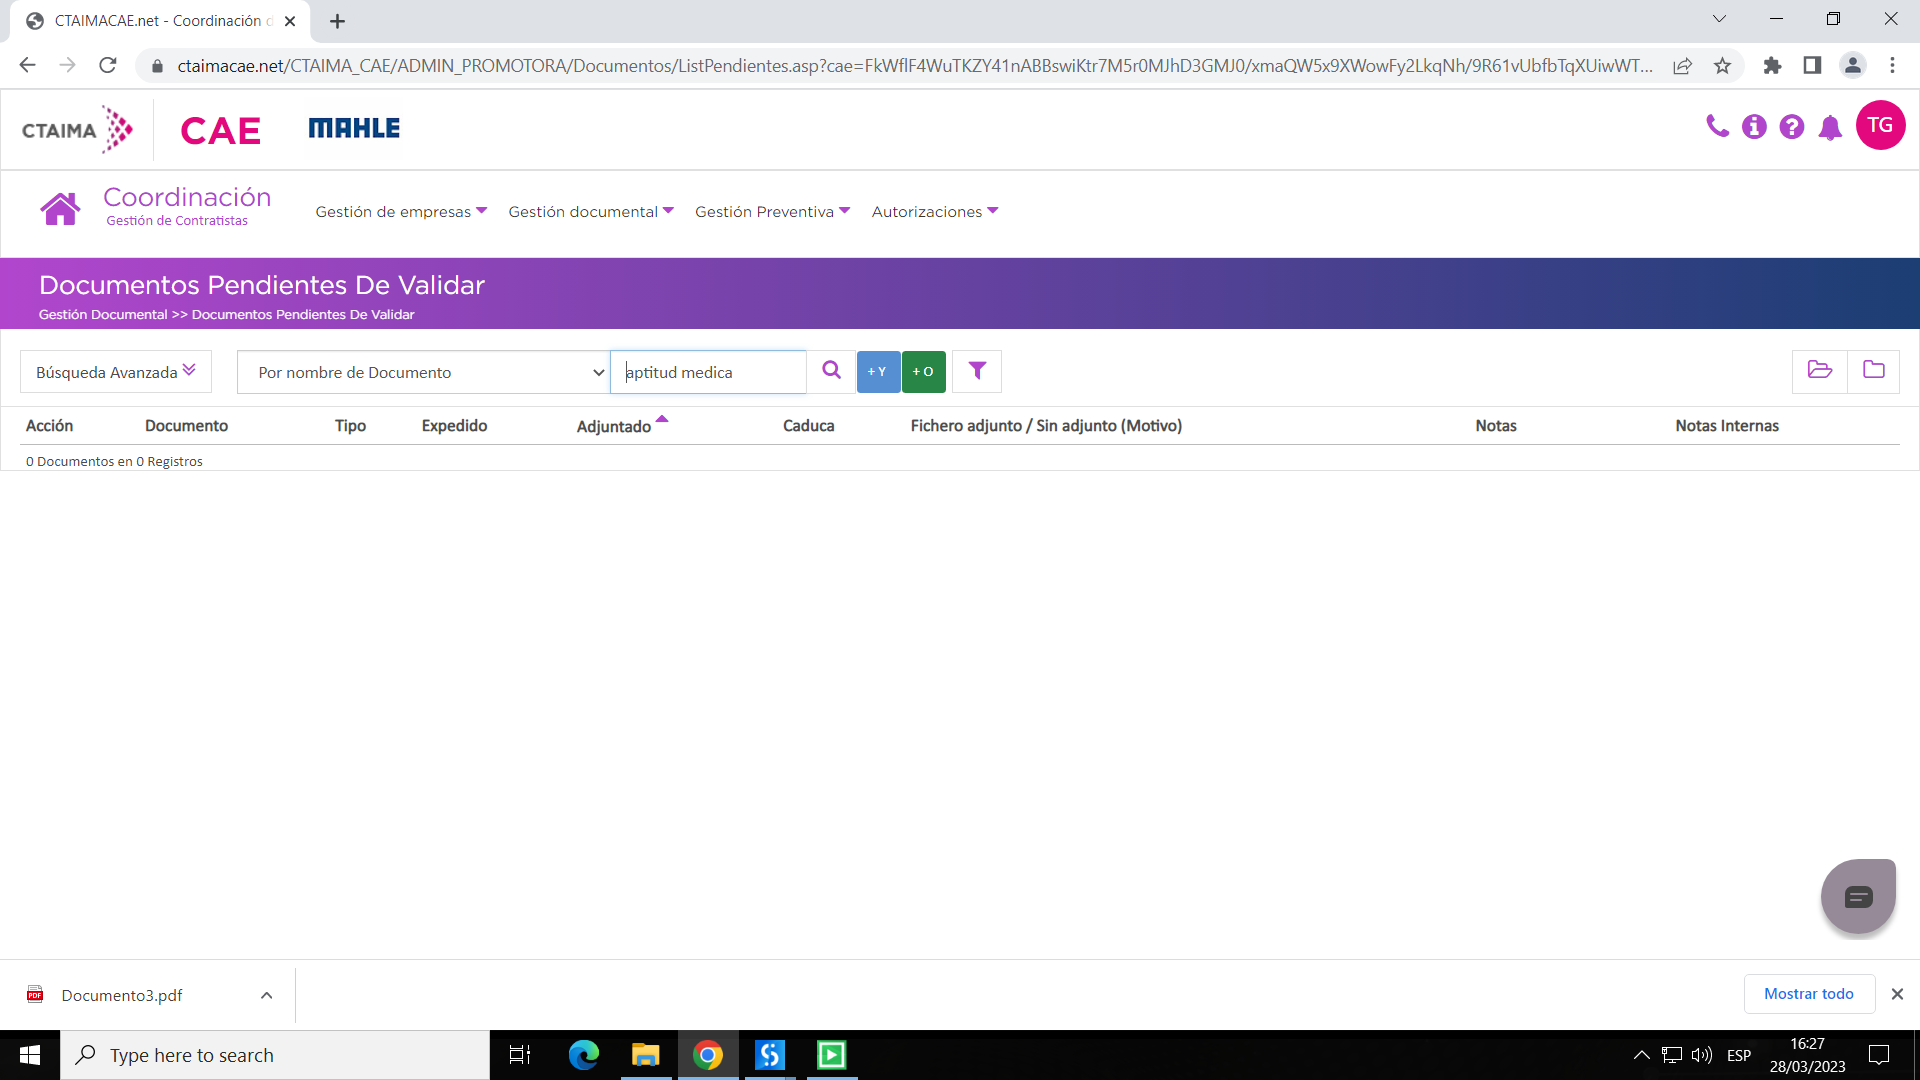 CTAIMACAE.net - Coordinación d
ctaimacae.net/CTAIMA_CAE/ADMIN_PROMOTORA/Documentos/ListPendientes.asp?cae=FkWflF4WuTKZY41nABBswiKtr7M5r0MJhD3GMJ0/xmaQW5x9XWowFy2LkqNh/9R61vUbfbTqXUiwWT...
CTAIMA CAE MAHLE TG
Coordinación
Gestión de Contratistas
Gestión de empresas Gestión documental Gestión Preventiva Autorizaciones
Documentos Pendientes De Validar
Gestión Documental >> Documentos Pendientes De Validar
Búsqueda Avanzada Por nombre de Documento aptitud medica + Y + O
Acción Documento Tipo Expedido Adjuntado Caduca Fichero adjunto / Sin adjunto (Motivo) Notas Notas Internas
0 Documentos en 0 Registros
Documento3.pdf Mostrar todo
Type here to search ESP 16:27
28/03/2023